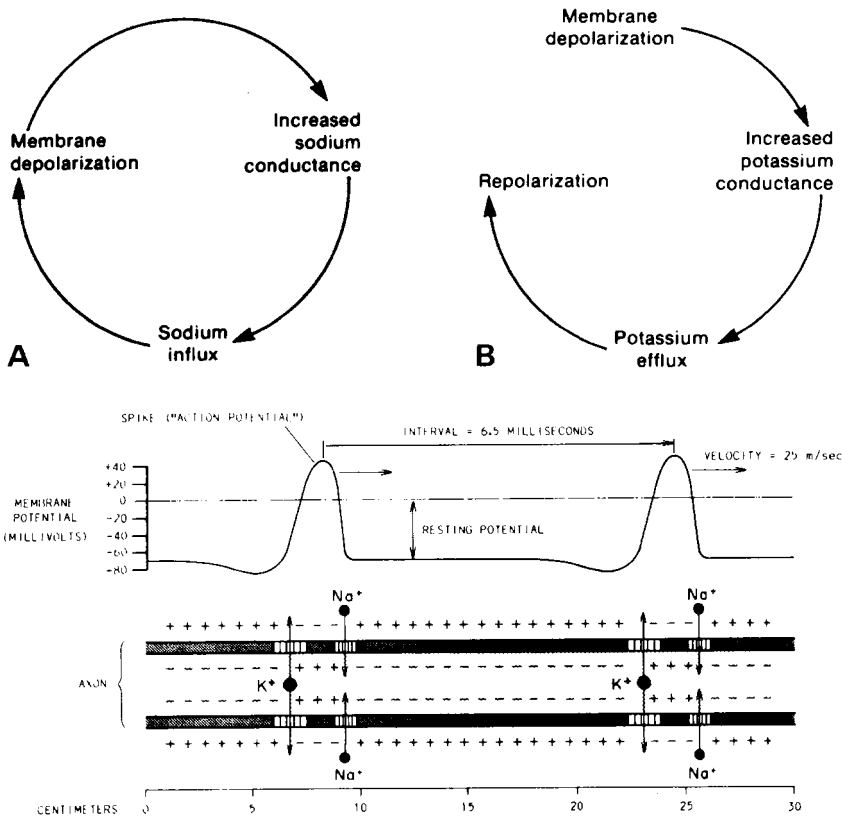 Membrane
depolarization
Increased
sodium
conductance
Sodium
influx
A
Membrane
depolarization
Increased
potassium
conductance
Repolarization
Potassium
efflux
B
SPIKE ("ACTION POTENTIAL")
INTERVAL = 6.5 MILLISECONDS
VELOCITY = 25 m/sec
MEMBRANE
POTENTIAL
(MILLIVOLTS)
+40
+20
0
-20
-40
-60
-80
RESTING POTENTIAL
Na⁺ Na⁺
+ + + + + + + - - + + + + + + + + + + + + - - - + + +
- - - - - - - + + + - - - - - - - - - - - - - + + + - - -
AXON
K⁺ K⁺
- - - - - - - + + + - - - - - - - - - - - - - + + + - - -
+ + + + + + + - - + + + + + + + + + + + + - - - + + +
Na⁺ Na⁺
CENTIMETERS 0 5 10 15 20 25 30